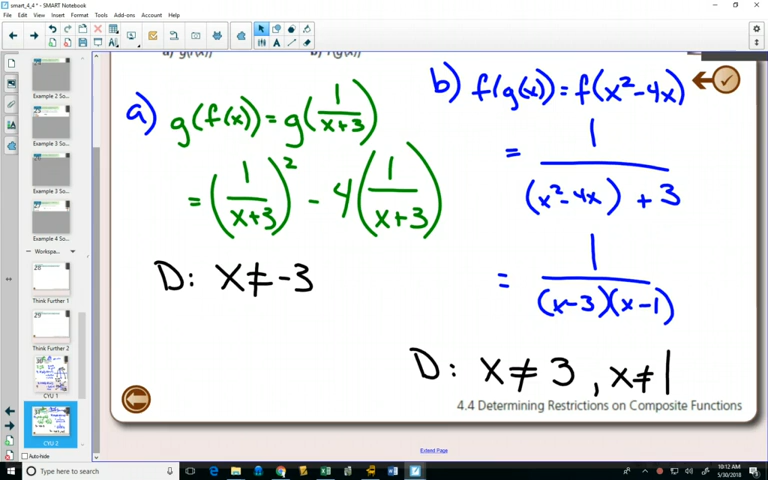 smart_4_4* - SMART Notebook
File Edit View Insert Format Tools Add-ons Account Help
a) g(f(x)) = g(1/(x+3))
= (1/(x+3))² - 4(1/(x+3))
D: x ≠ -3
b) f(g(x)) = f(x²-4x)
= 1/((x²-4x) + 3)
= 1/((x-3)(x-1))
D: x ≠ 3, x ≠ 1
4.4 Determining Restrictions on Composite Functions
Extend Page
Example 2 So...
Example 3
Example 3 So...
Example 4
Workspa...
28
Think Further 1
29
Think Further 2
30
CYU 1
CYU 2
Auto-hide
Type here to search
10:12 AM
5/30/2018